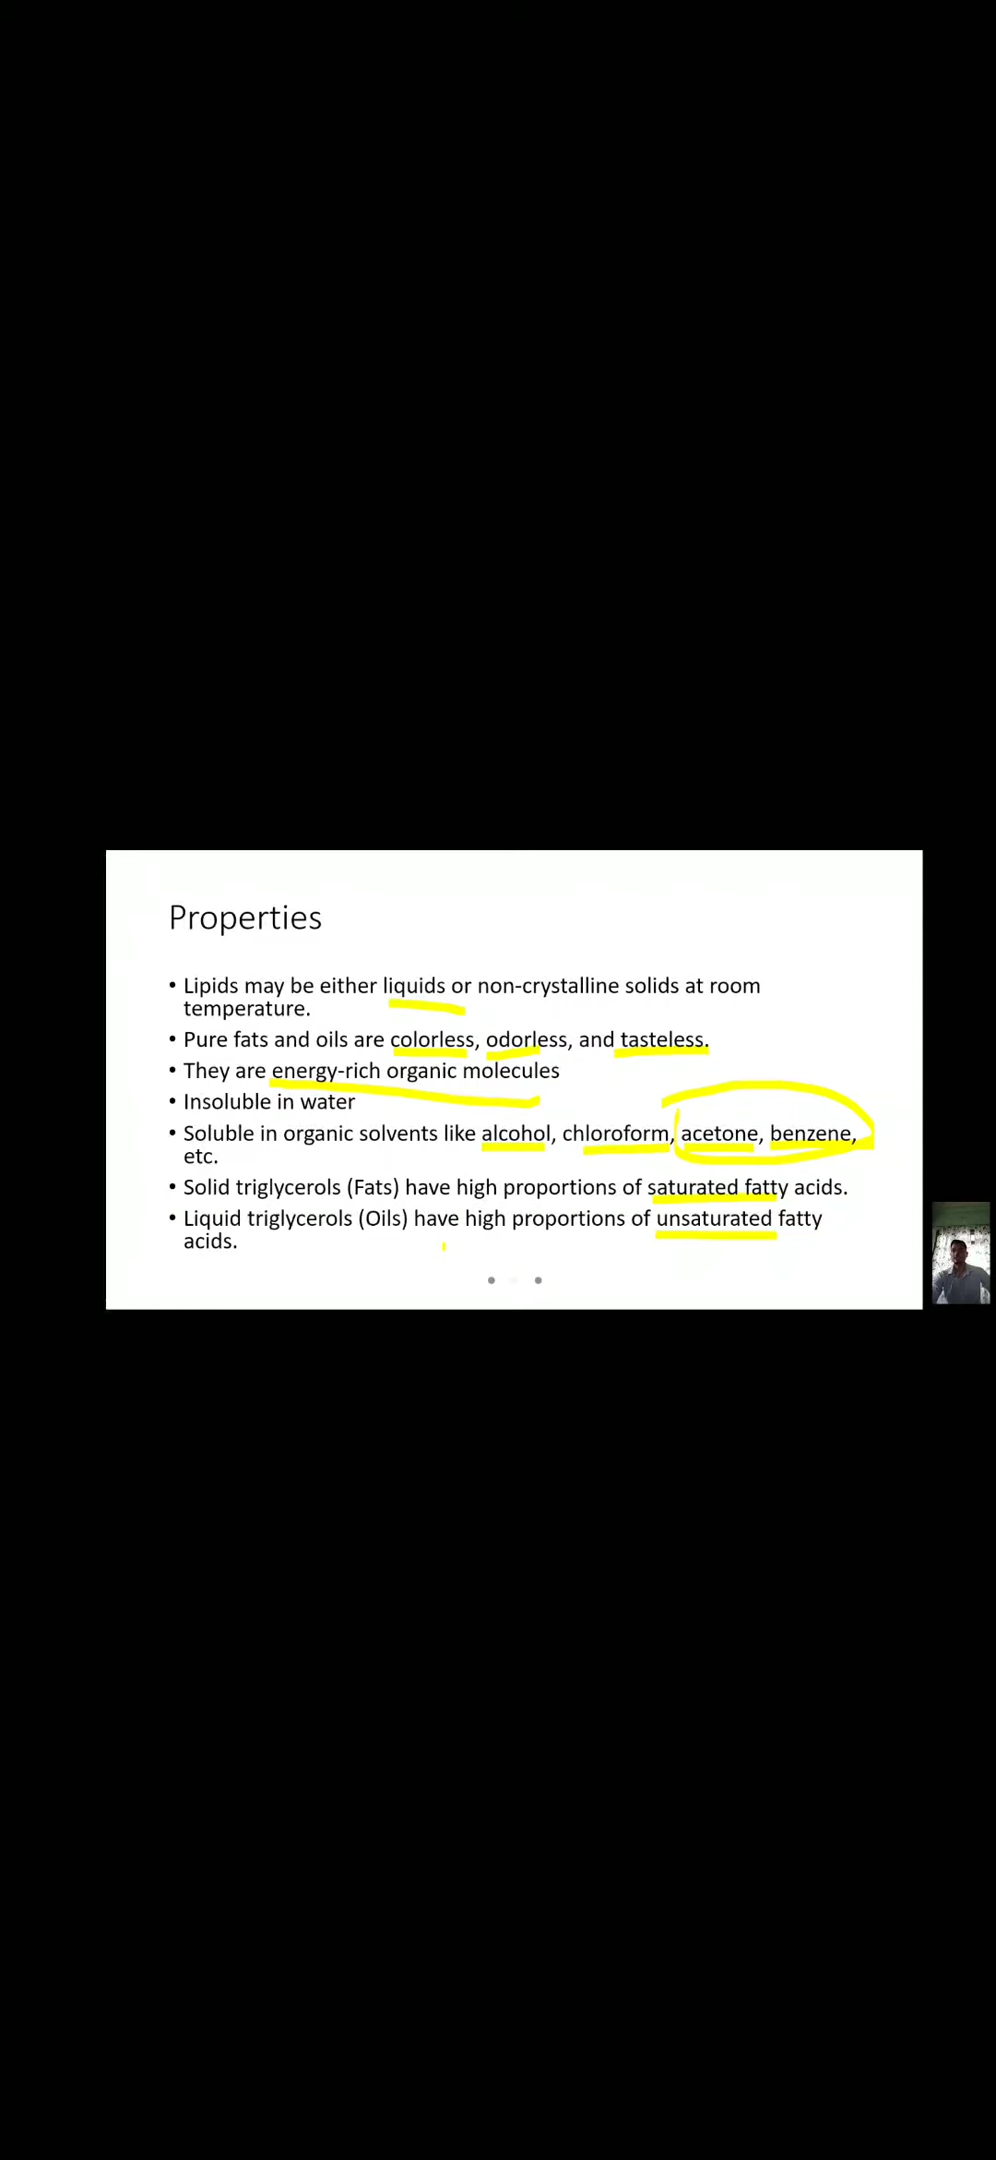 Properties
• Lipids may be either liquids or non-crystalline solids at room
temperature.
• Pure fats and oils are colorless, odorless, and tasteless.
• They are energy-rich organic molecules
• Insoluble in water
• Soluble in organic solvents like alcohol, chloroform, acetone, benzene,
etc.
• Solid triglycerols (Fats) have high proportions of saturated fatty acids.
• Liquid triglycerols (Oils) have high proportions of unsaturated fatty
acids.